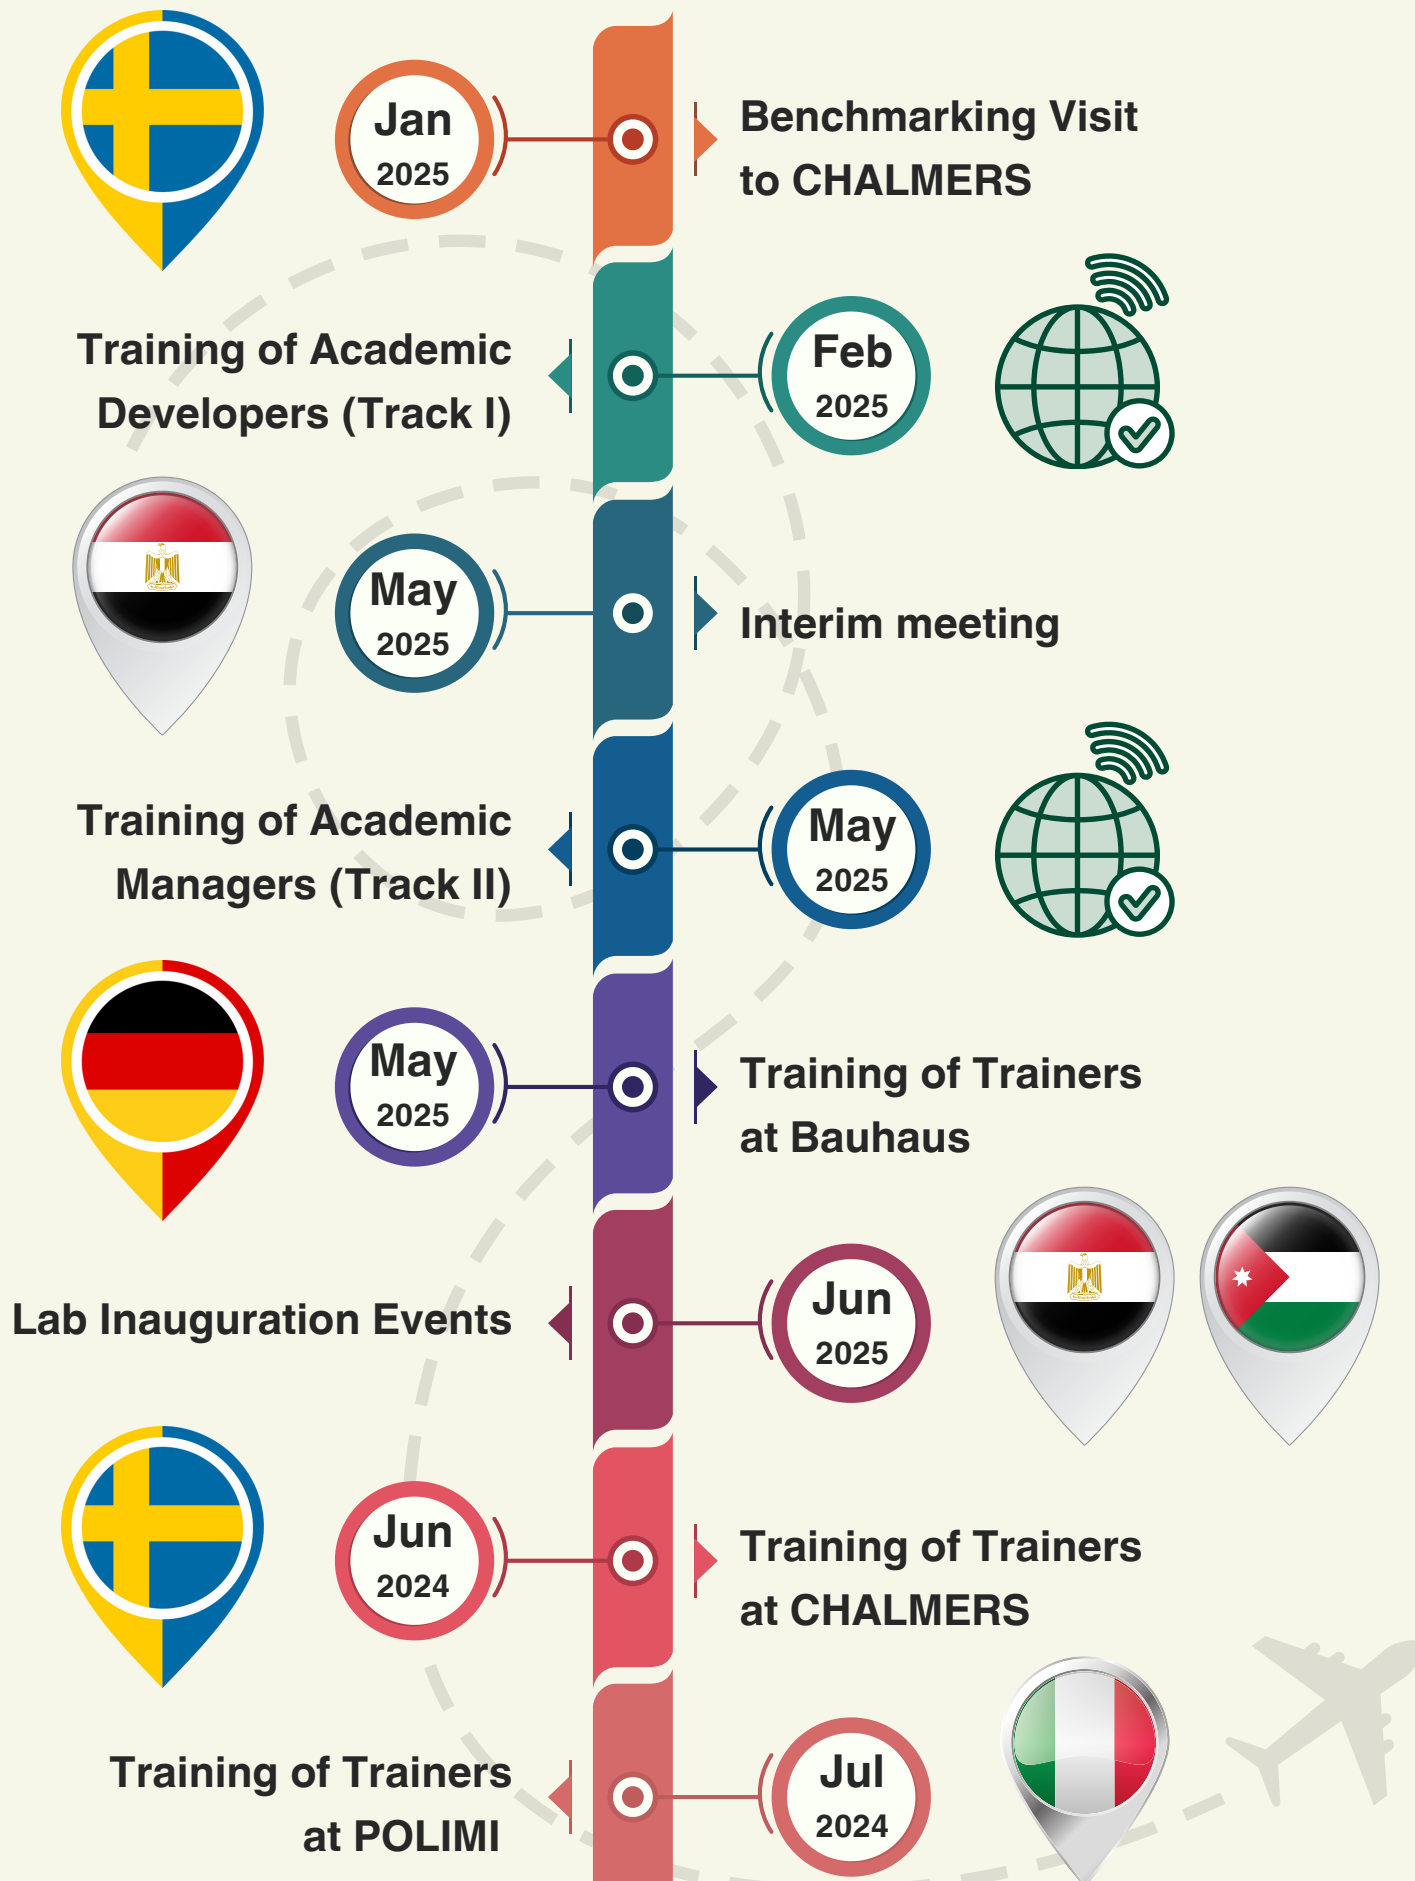 Jan
2025
Benchmarking Visit
to CHALMERS
Training of Academic
Developers (Track I)
Feb
2025
May
2025
Interim meeting
Training of Academic
Managers (Track II)
May
2025
May
2025
Training of Trainers
at Bauhaus
Lab Inauguration Events
Jun
2025
Jun
2024
Training of Trainers
at CHALMERS
Training of Trainers
at POLIMI
Jul
2024